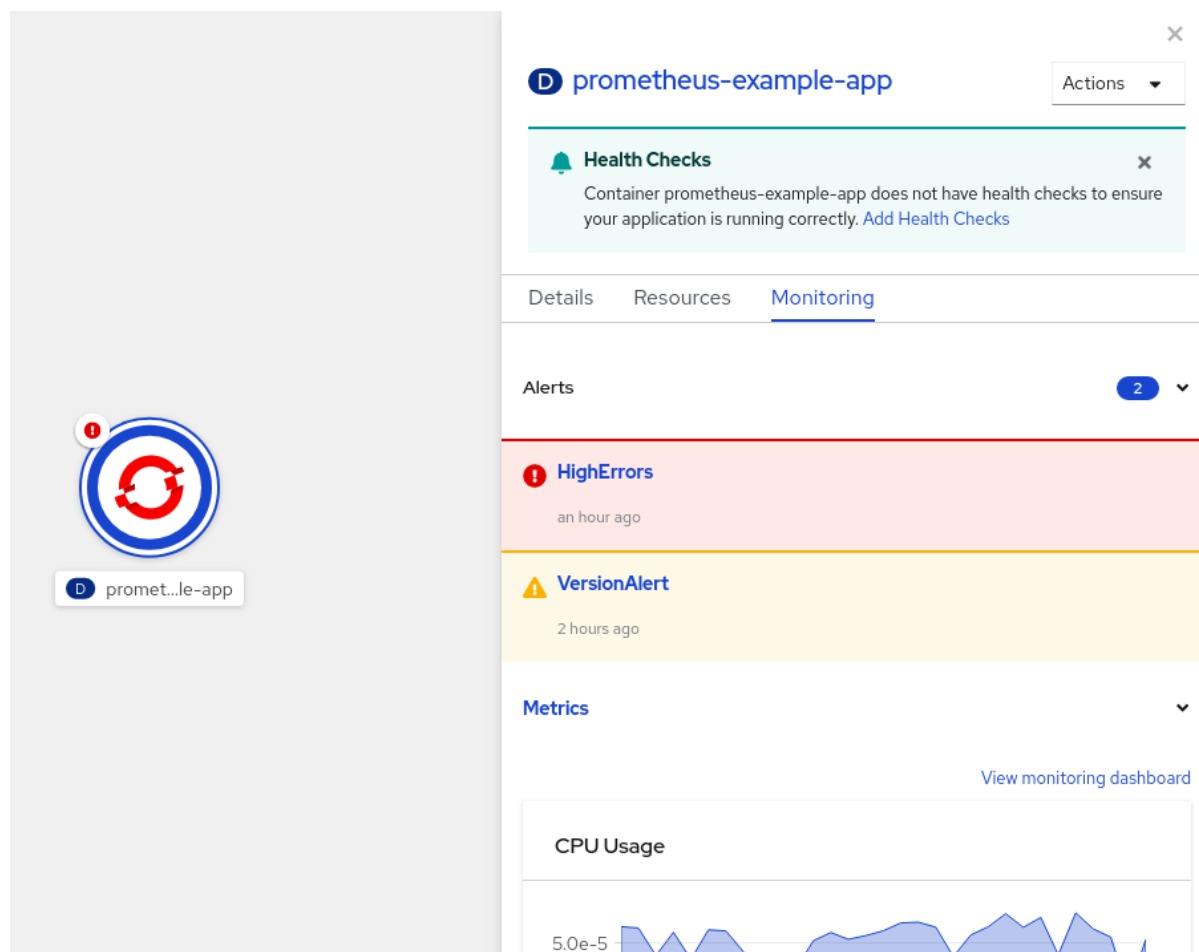 D prometheus-example-app
Actions
Health Checks
Container prometheus-example-app does not have health checks to ensure
your application is running correctly. Add Health Checks
Details Resources Monitoring
Alerts
2
HighErrors
an hour ago
D promet...le-app
VersionAlert
2 hours ago
Metrics
View monitoring dashboard
CPU Usage
5.0e-5